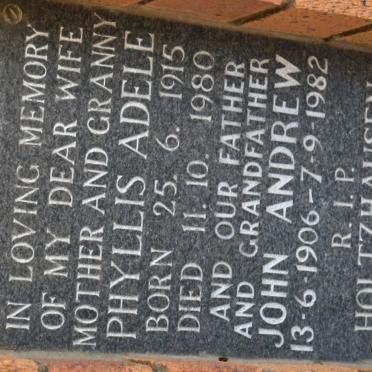 IN LOVING MEMORY
OF MY DEAR WIFE
MOTHER AND GRANNY
PHYLLIS ADELE
BORN 25. 6. 1915
DIED 11. 10. 1980
AND OUR FATHER
AND GRANDFATHER
JOHN ANDREW
13-6-1906-7-9-1982
R.I.P.
HOLTZHAUSEN